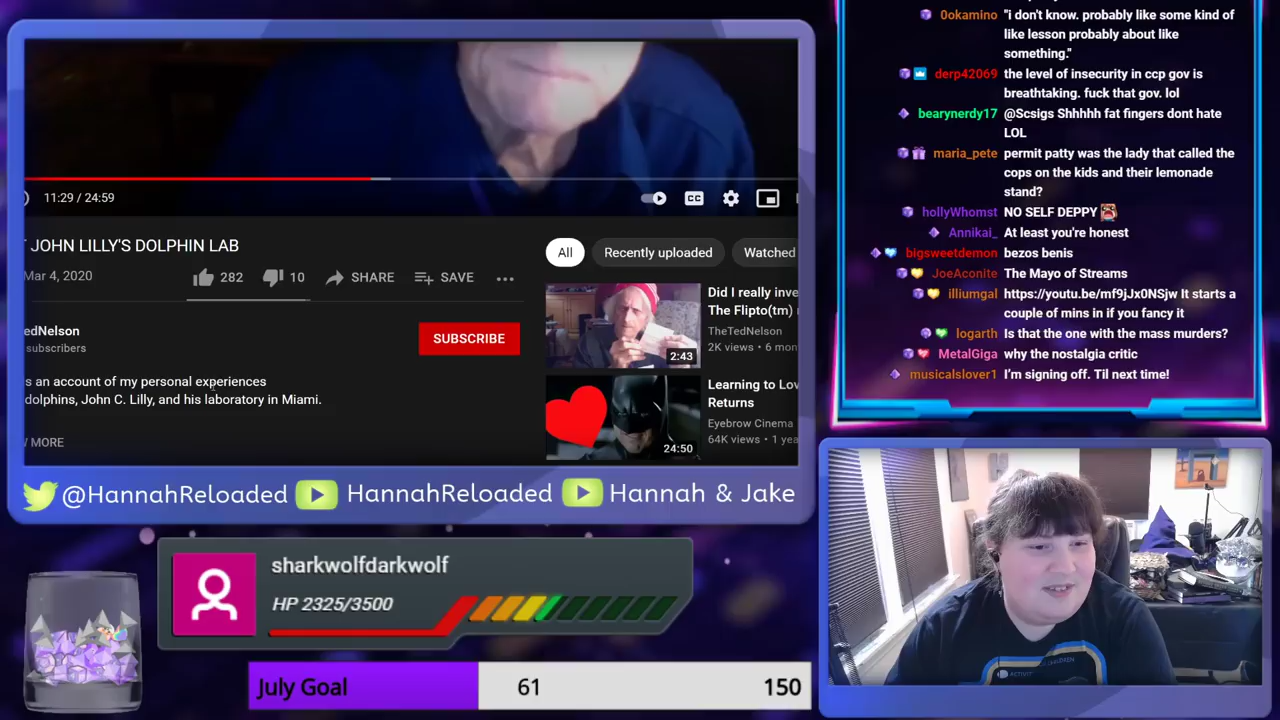 11:29 / 24:59
JOHN LILLY'S DOLPHIN LAB
Mar 4, 2020
282
10
SHARE
SAVE
edNelson
subscribers
SUBSCRIBE
s an account of my personal experiences
dolphins, John C. Lilly, and his laboratory in Miami.
MORE
All
Recently uploaded
Watched
Did I really inve
The Flipto(tm)
TheTedNelson
2K views • 6 mon
2:43
Learning to Lov
Returns
Eyebrow Cinema
64K views • 1 yea
24:50
@HannahReloaded
HannahReloaded
Hannah & Jake
sharkwolfdarkwolf
HP 2325/3500
July Goal 61 150
0okamino "i don't know. probably like some kind of
like lesson probably about like
something."
derp42069 the level of insecurity in ccp gov is
breathtaking. fuck that gov. lol
bearynerdy17 @Scsigs Shhhhh fat fingers dont hate
LOL
maria_pete permit patty was the lady that called the
cops on the kids and their lemonade
stand?
hollyWhomst NO SELF DEPPY
Annikai_ At least you're honest
bigsweetdemon bezos benis
JoeAconite The Mayo of Streams
illiumgal https://youtu.be/mf9jJx0NSjw It starts a
couple of mins in if you fancy it
logarth Is that the one with the mass murders?
MetalGiga why the nostalgia critic
musicalslover1 I'm signing off. Til next time!